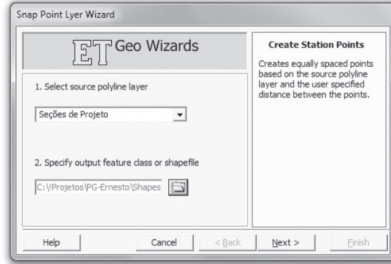 Snap Point Lyer Wizard
ET Geo Wizards
1. Select source polyline layer
Seções de Projeto
2. Specify output feature class or shapefile
C:\!Projetos\PG-Ernesto\Shapes
Create Station Points
Creates equally spaced points
based on the source polyline
layer and the user specified
distance between the points.
Help
Cancel
< Back
Next >
Finish